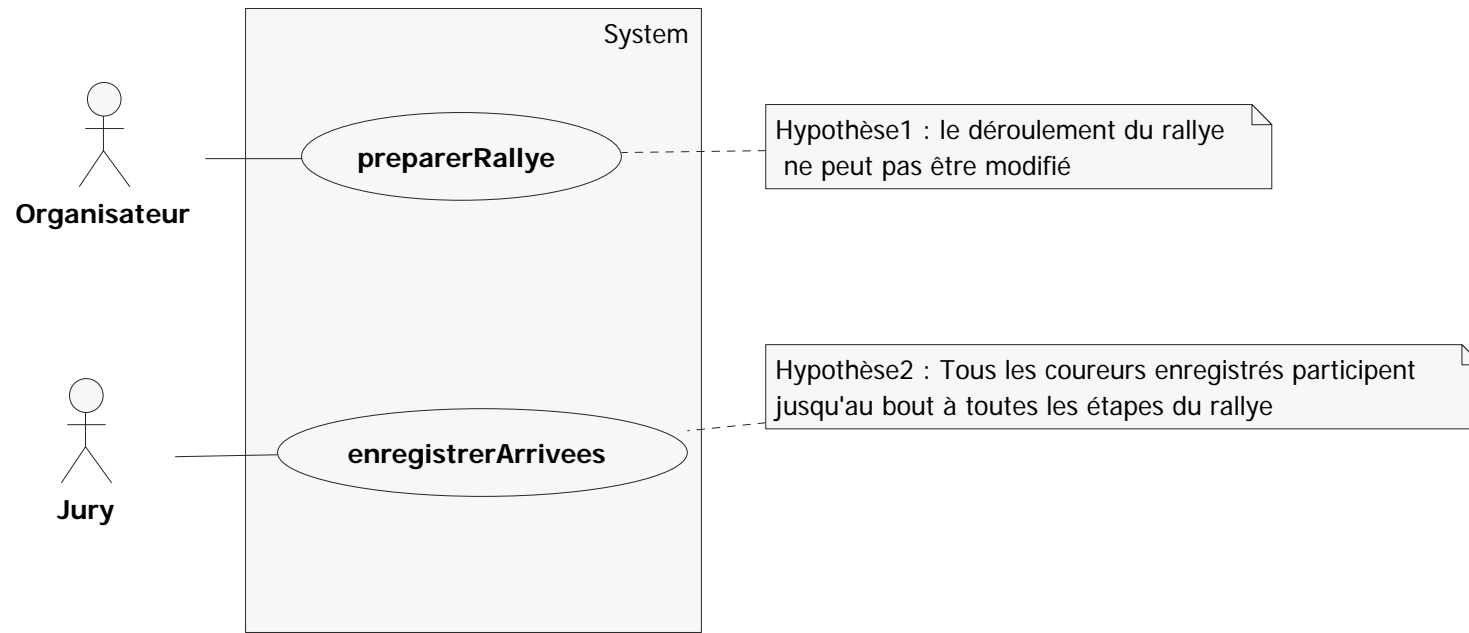 System
preparerRallye
Hypothèse1 : le déroulement du rallye
ne peut pas être modifié
Organisateur
Hypothèse2 : Tous les coureurs enregistrés participent
jusqu'au bout à toutes les étapes du rallye
enregistrerArrivees
Jury